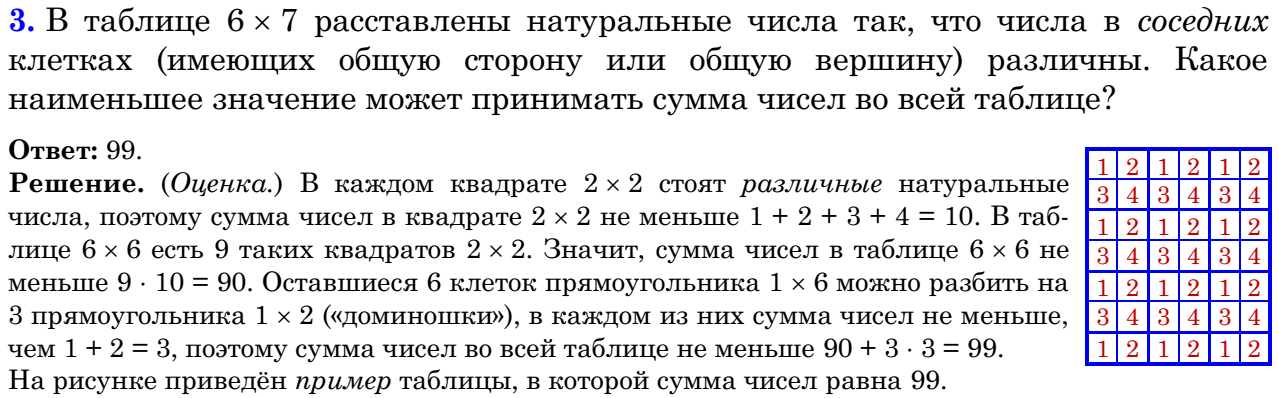 3. В таблице 6 × 7 расставлены натуральные числа так, что числа в соседних
клетках (имеющих общую сторону или общую вершину) различны. Какое
наименьшее значение может принимать сумма чисел во всей таблице?
Ответ: 99.
Решение. (Оценка.) В каждом квадрате 2 × 2 стоят различные натуральные
числа, поэтому сумма чисел в квадрате 2 × 2 не меньше 1 + 2 + 3 + 4 = 10. В таб-
лице 6 × 6 есть 9 таких квадратов 2 × 2. Значит, сумма чисел в таблице 6 × 6 не
меньше 9 · 10 = 90. Оставшиеся 6 клеток прямоугольника 1 × 6 можно разбить на
3 прямоугольника 1 × 2 («доминошки»), в каждом из них сумма чисел не меньше,
чем 1 + 2 = 3, поэтому сумма чисел во всей таблице не меньше 90 + 3 · 3 = 99.
На рисунке приведён пример таблицы, в которой сумма чисел равна 99.
1 2 1 2 1 2
3 4 3 4 3 4
1 2 1 2 1 2
3 4 3 4 3 4
1 2 1 2 1 2
3 4 3 4 3 4
1 2 1 2 1 2